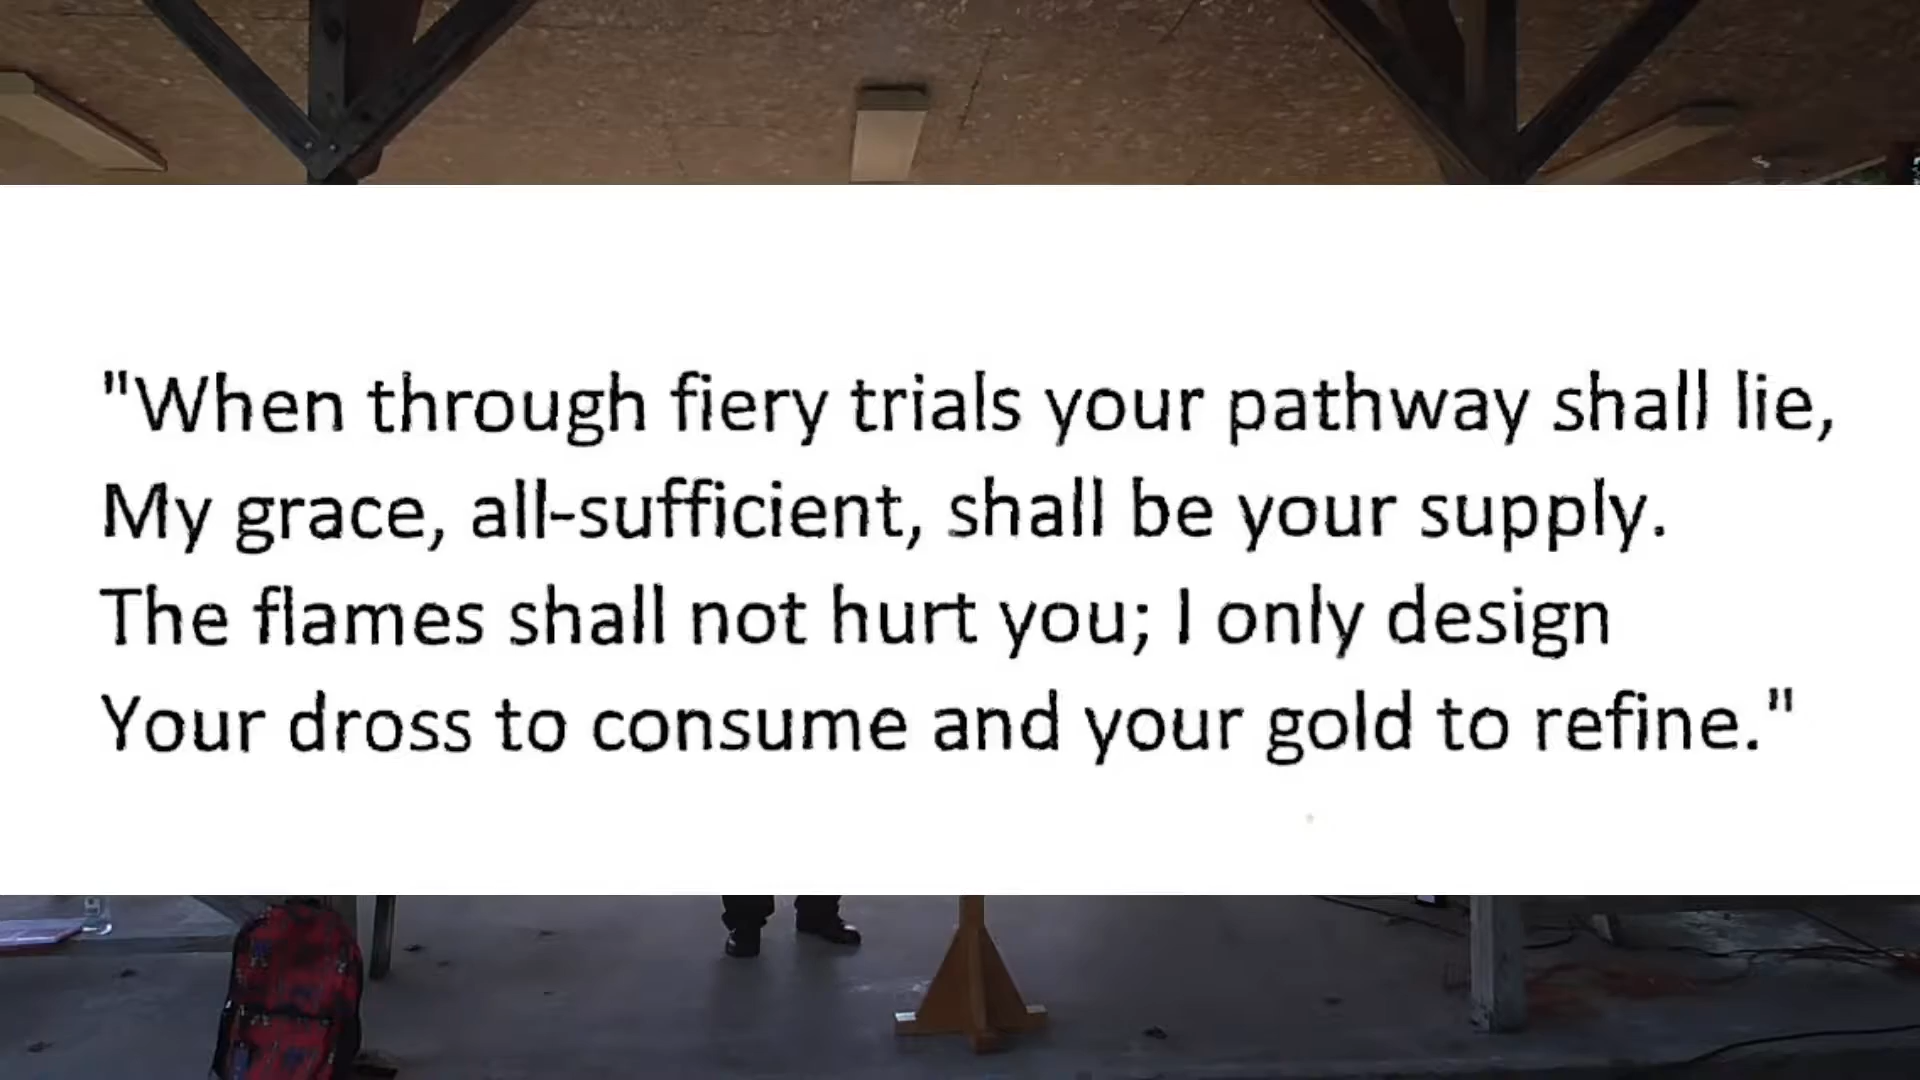 "When through fiery trials your pathway shall lie,
My grace, all-sufficient, shall be your supply.
The flames shall not hurt you; I only design
Your dross to consume and your gold to refine."